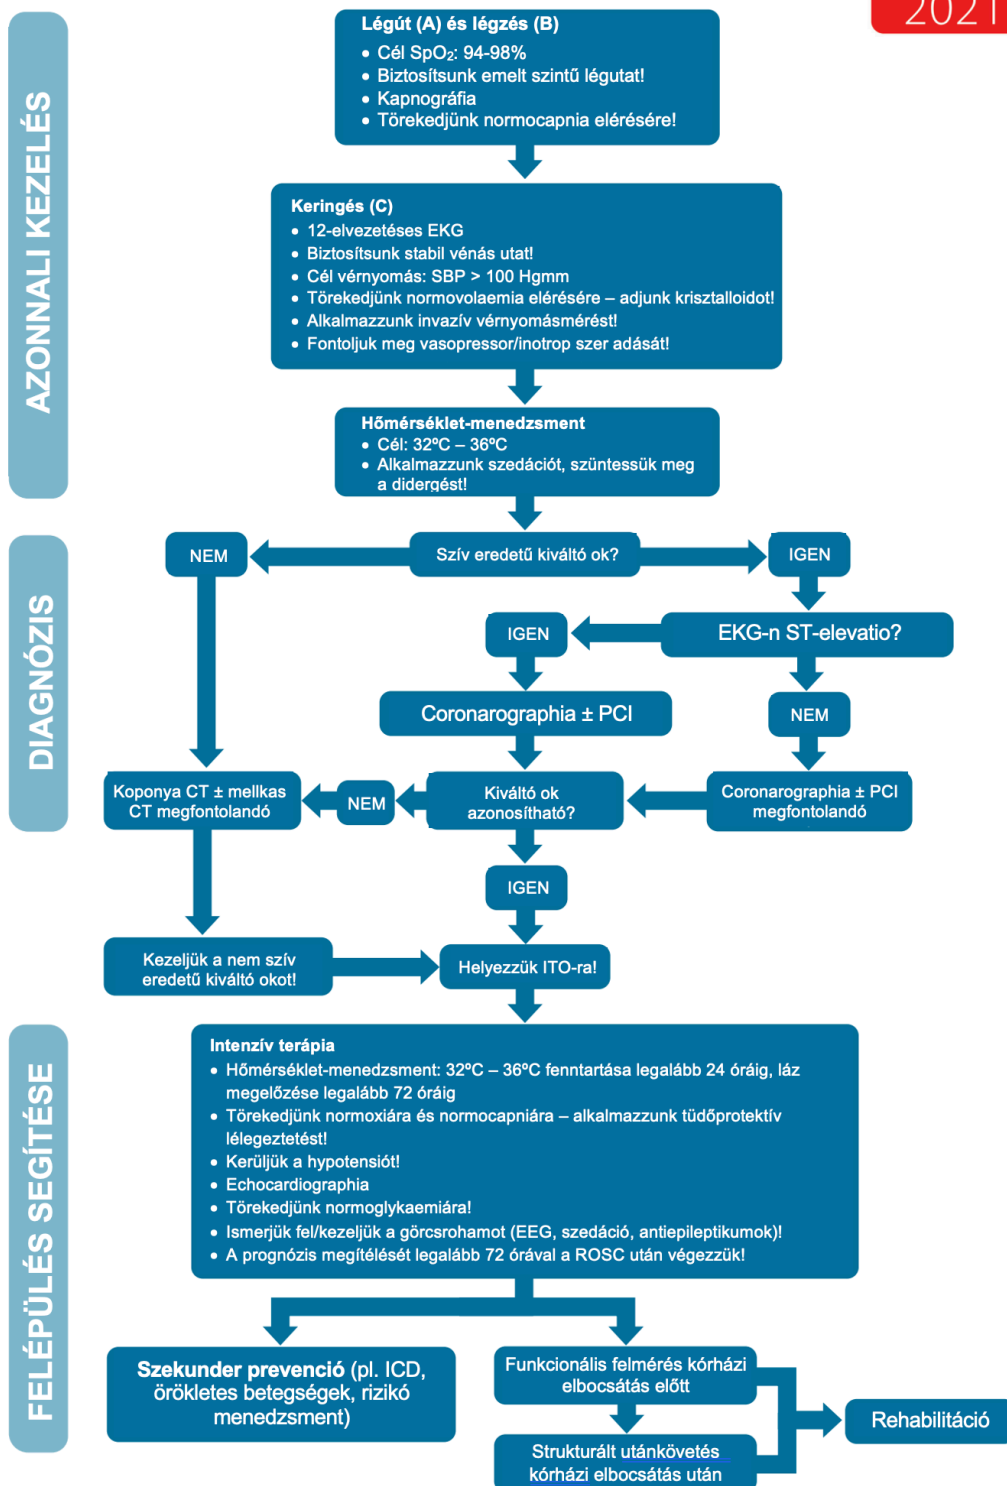 2021
AZONNALI KEZELÉS
Légút (A) és légzés (B)
• Cél SpO₂: 94-98%
• Biztosítsunk emelt szintű légutat!
• Kapnográfia
• Törekedjünk normocapnia elérésére!
Keringés (C)
• 12-elvezetéses EKG
• Biztosítsunk stabil vénás utat!
• Cél vérnyomás: SBP > 100 Hgmm
• Törekedjünk normovolaemia elérésére – adjunk krisztalloidot!
• Alkalmazzunk invazív vérnyomásmérést!
• Fontoljuk meg vasopressor/inotrop szer adását!
Hőmérséklet-menedzsment
• Cél: 32ºC – 36ºC
• Alkalmazzunk szedációt, szüntessük meg
a didergést!
DIAGNÓZIS
NEM
Szív eredetű kiváltó ok?
IGEN
IGEN
EKG-n ST-elevatio?
Coronarographia ± PCI
NEM
Koponya CT ± mellkas
CT megfontolandó
NEM
Kiváltó ok
azonosítható?
Coronarographia ± PCI
megfontolandó
IGEN
Kezeljük a nem szív
eredetű kiváltó okot!
Helyezzük ITO-ra!
FELÉPÜLÉS SEGÍTÉSE
Intenzív terápia
• Hőmérséklet-menedzsment: 32ºC – 36ºC fenntartása legalább 24 óráig, láz
megelőzése legalább 72 óráig
• Törekedjünk normoxiára és normocapniára – alkalmazzunk tüdőprotektív
lélegeztetést!
• Kerüljük a hypotensiót!
• Echocardiographia
• Törekedjünk normoglykaemiára!
• Ismerjük fel/kezeljük a görcsrohamot (EEG, szedáció, antiepileptikumok)!
• A prognózis megítélését legalább 72 órával a ROSC után végezzük!
Szekunder prevenció (pl. ICD,
örökletes betegségek, rizikó
menedzsment)
Funkcionális felmérés kórházi
elbocsátás előtt
Strukturált utánkövetés
kórházi elbocsátás után
Rehabilitáció